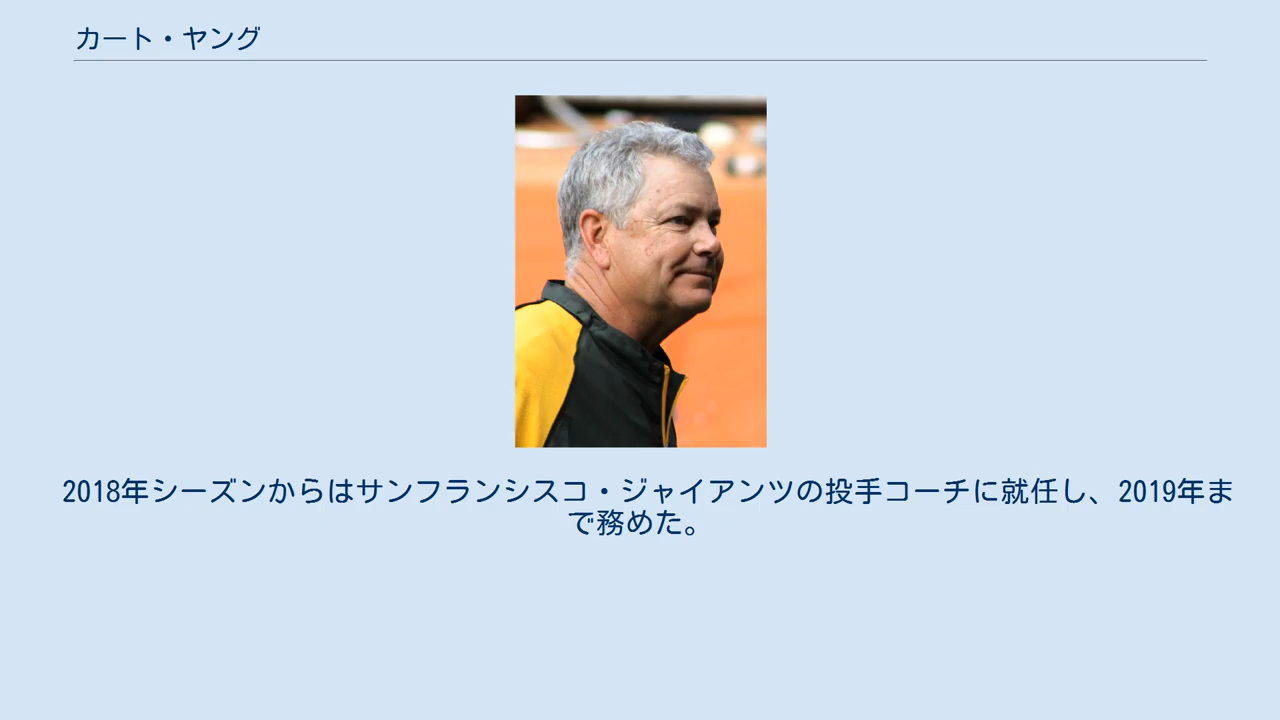 カート・ヤング
2018年シーズンからはサンフランシスコ・ジャイアンツの投手コーチに就任し、2019年ま
で務めた。